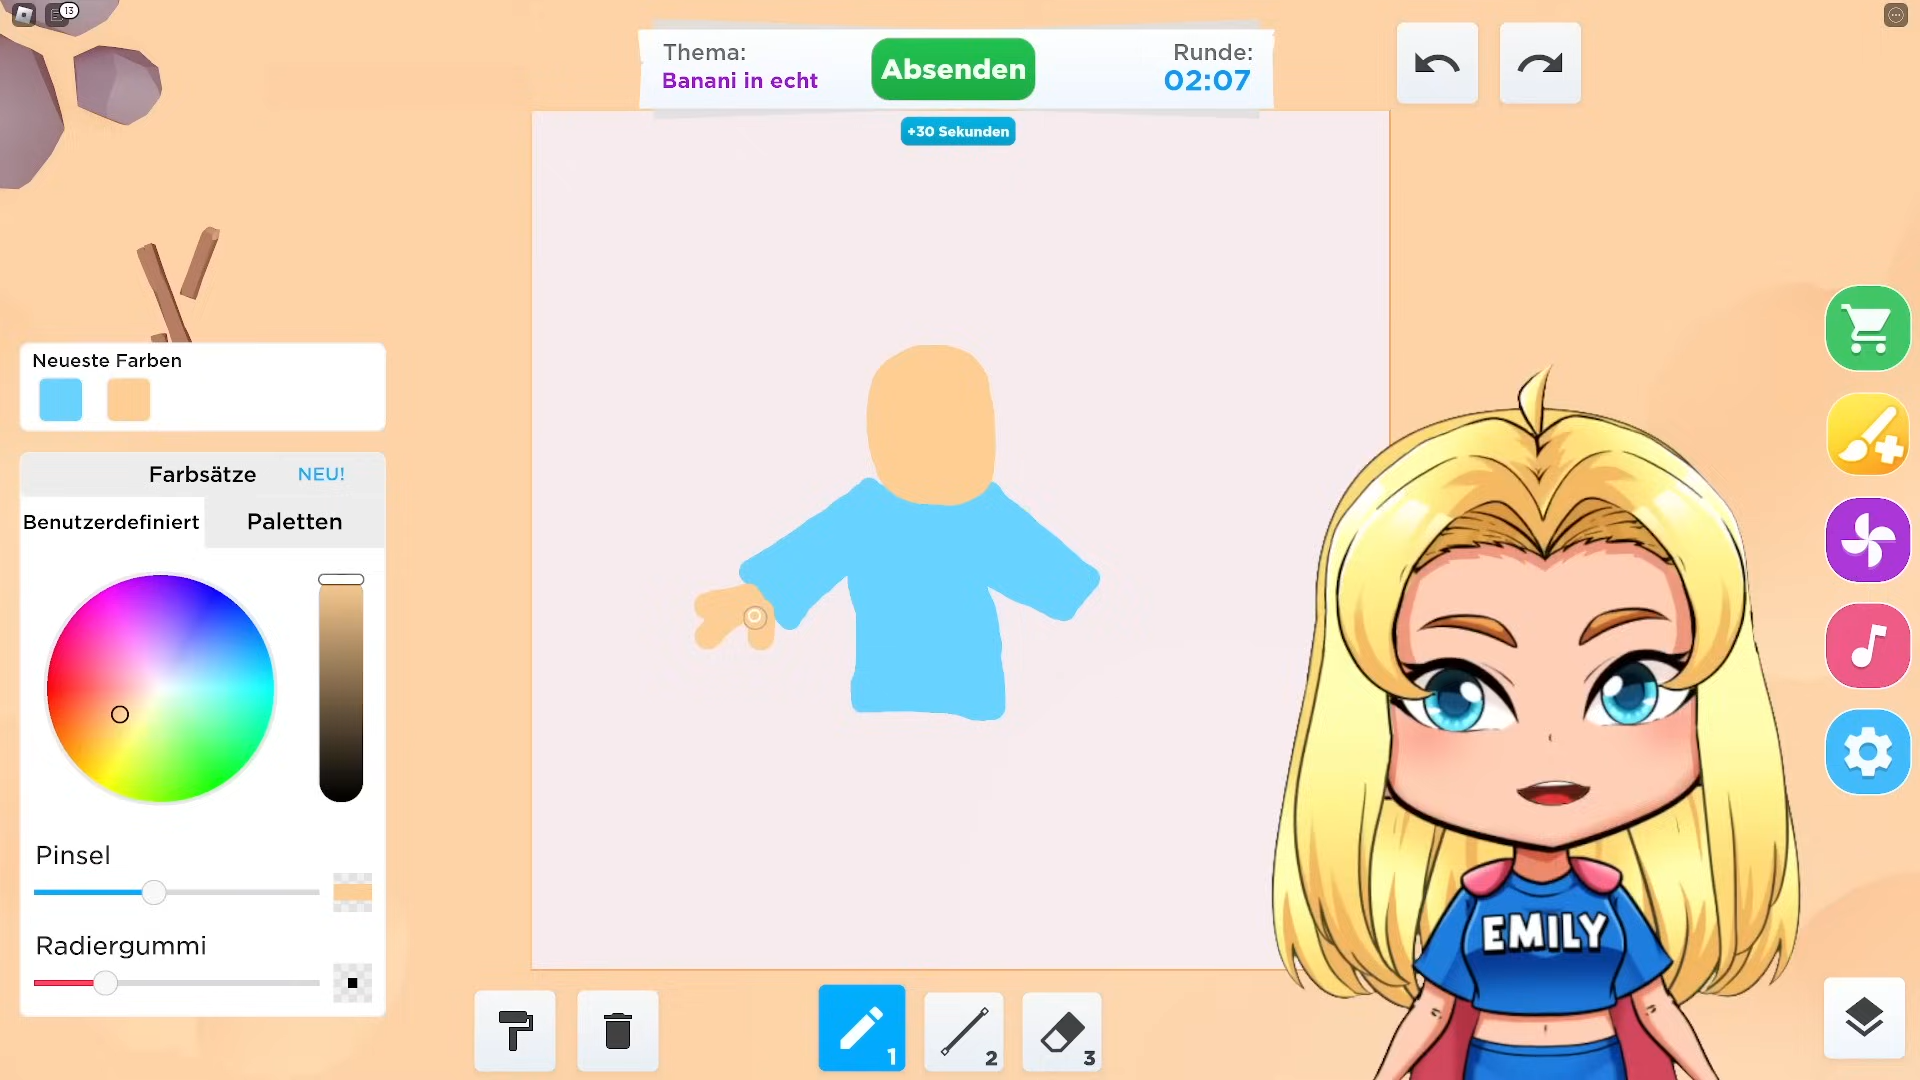 13
Thema:
Banani in echt
Absenden
Runde:
02:07
+30 Sekunden
Neueste Farben
Farbsätze
NEU!
Benutzerdefiniert
Paletten
Pinsel
Radiergummi
1
2
3
EMILY